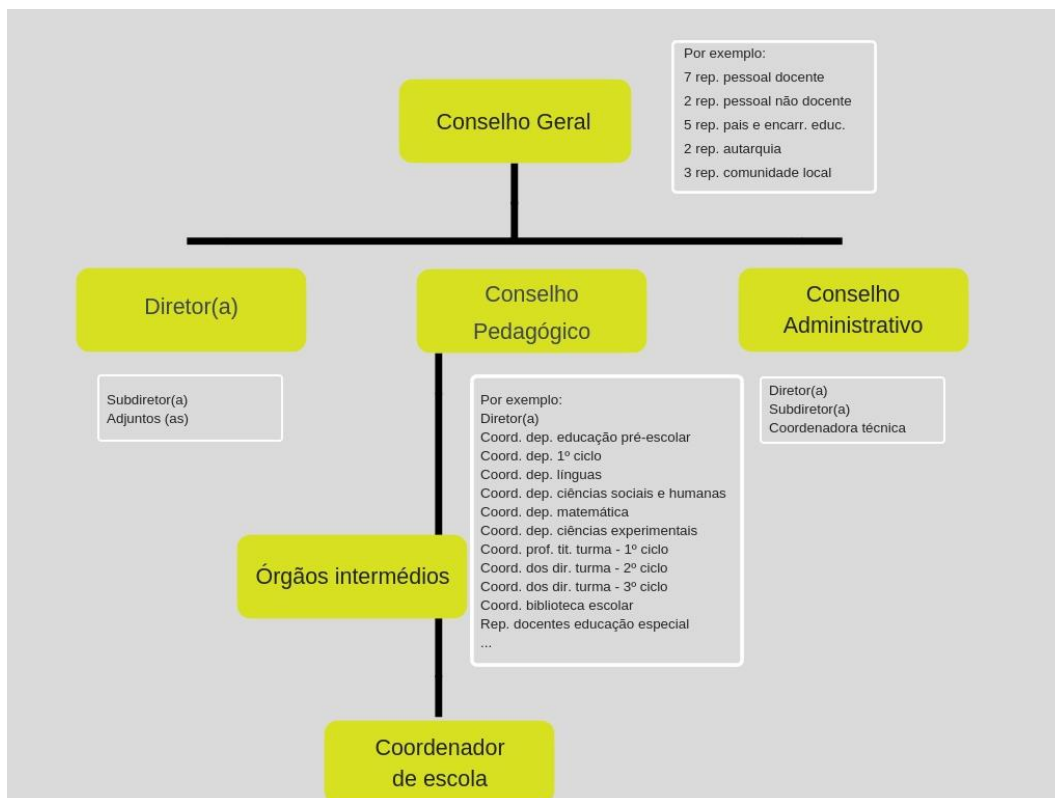 Conselho Geral
Por exemplo:
7 rep. pessoal docente
2 rep. pessoal não docente
5 rep. pais e encarr. educ.
2 rep. autarquia
3 rep. comunidade local
Diretor(a)
Subdiretor(a)
Adjuntos (as)
Conselho
Pedagógico
Por exemplo:
Diretor(a)
Coord. dep. educação pré-escolar
Coord. dep. 1º ciclo
Coord. dep. línguas
Coord. dep. ciências sociais e humanas
Coord. dep. matemática
Coord. dep. ciências experimentais
Coord. prof. tit. turma - 1º ciclo
Coord. dos dir. turma - 2º ciclo
Coord. dos dir. turma - 3º ciclo
Coord. biblioteca escolar
Rep. docentes educação especial
...
Conselho
Administrativo
Diretor(a)
Subdiretor(a)
Coordenadora técnica
Órgãos intermédios
Coordenador
de escola